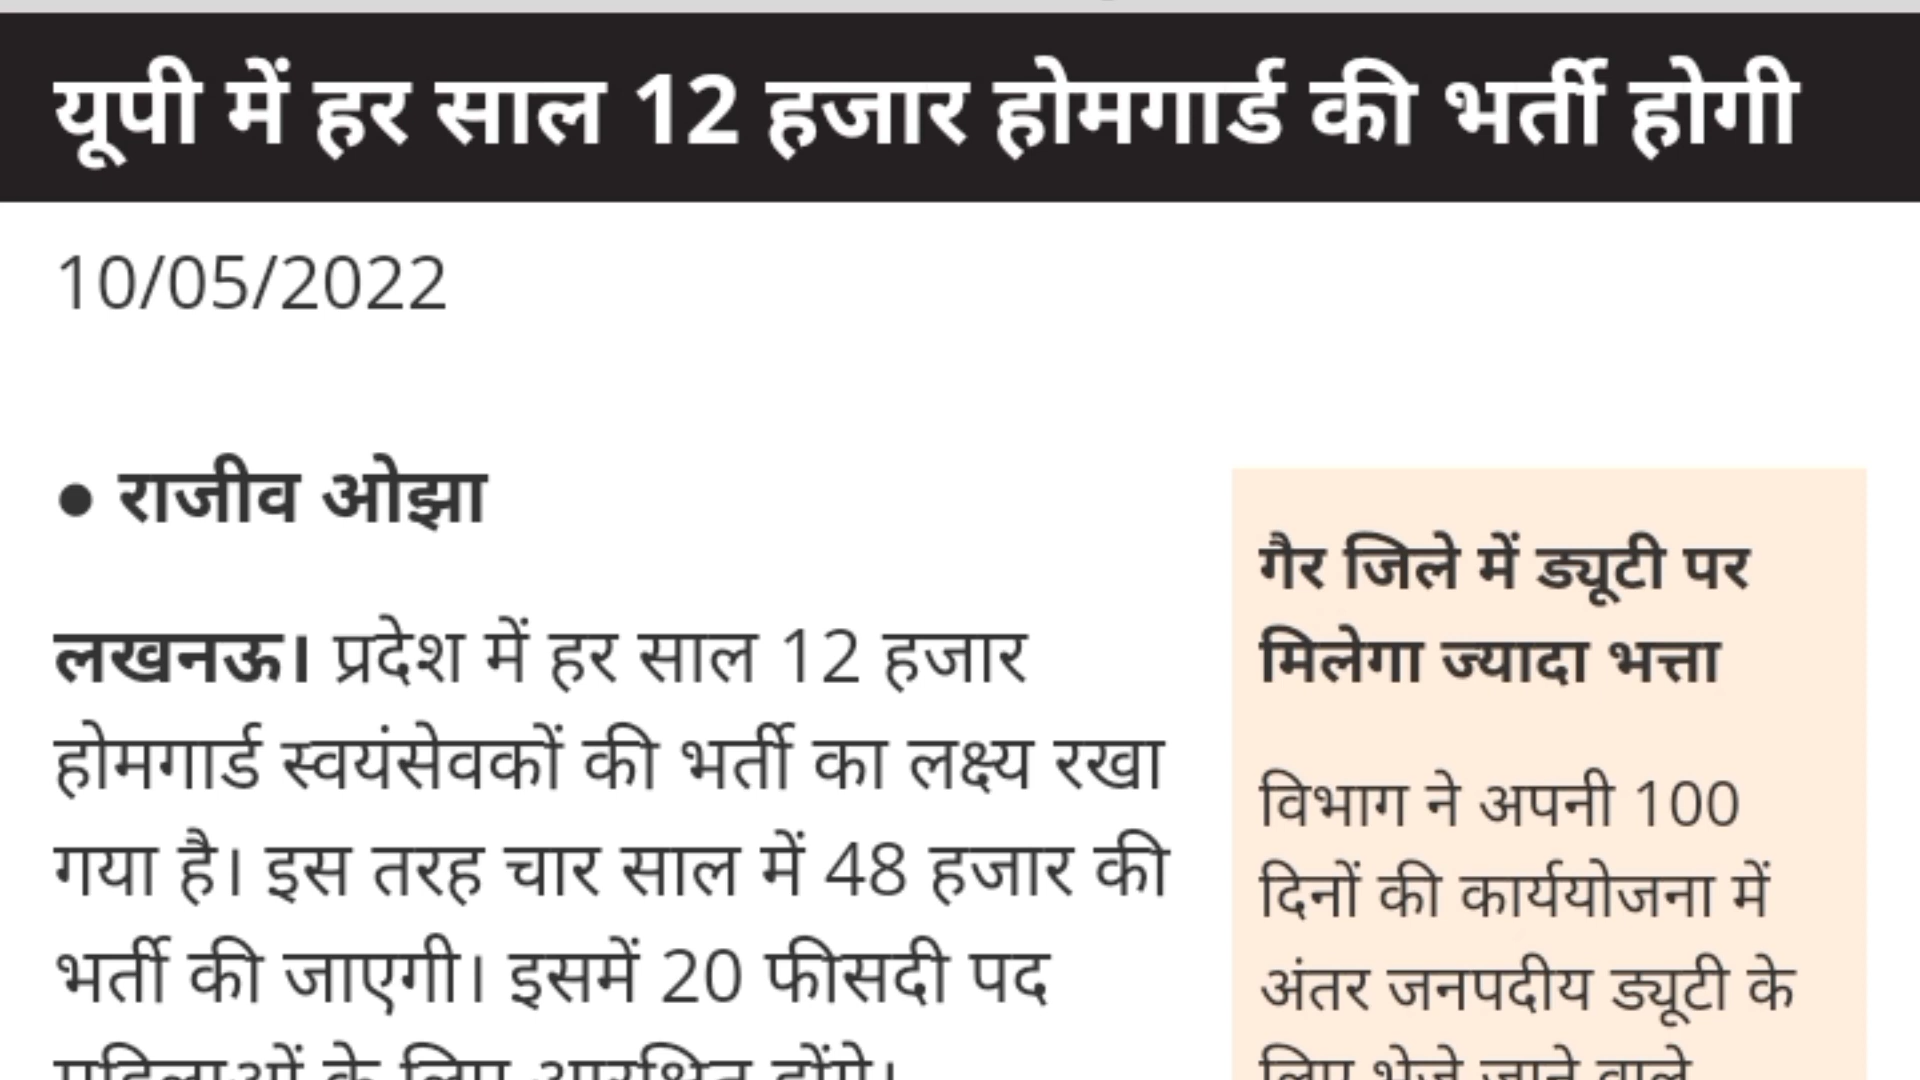 यूपी में हर साल 12 हजार होमगार्ड की भर्ती होगी
10/05/2022
● राजीव ओझा
लखनऊ। प्रदेश में हर साल 12 हजार
होमगार्ड स्वयंसेवकों की भर्ती का लक्ष्य रखा
गया है। इस तरह चार साल में 48 हजार की
भर्ती की जाएगी। इसमें 20 फीसदी पद
महिलाओं के लिए आरक्षित होंगे।
गैर जिले में ड्यूटी पर
मिलेगा ज्यादा भत्ता
विभाग ने अपनी 100
दिनों की कार्ययोजना में
अंतर जनपदीय ड्यूटी के
लिए भेजे जाने वाले